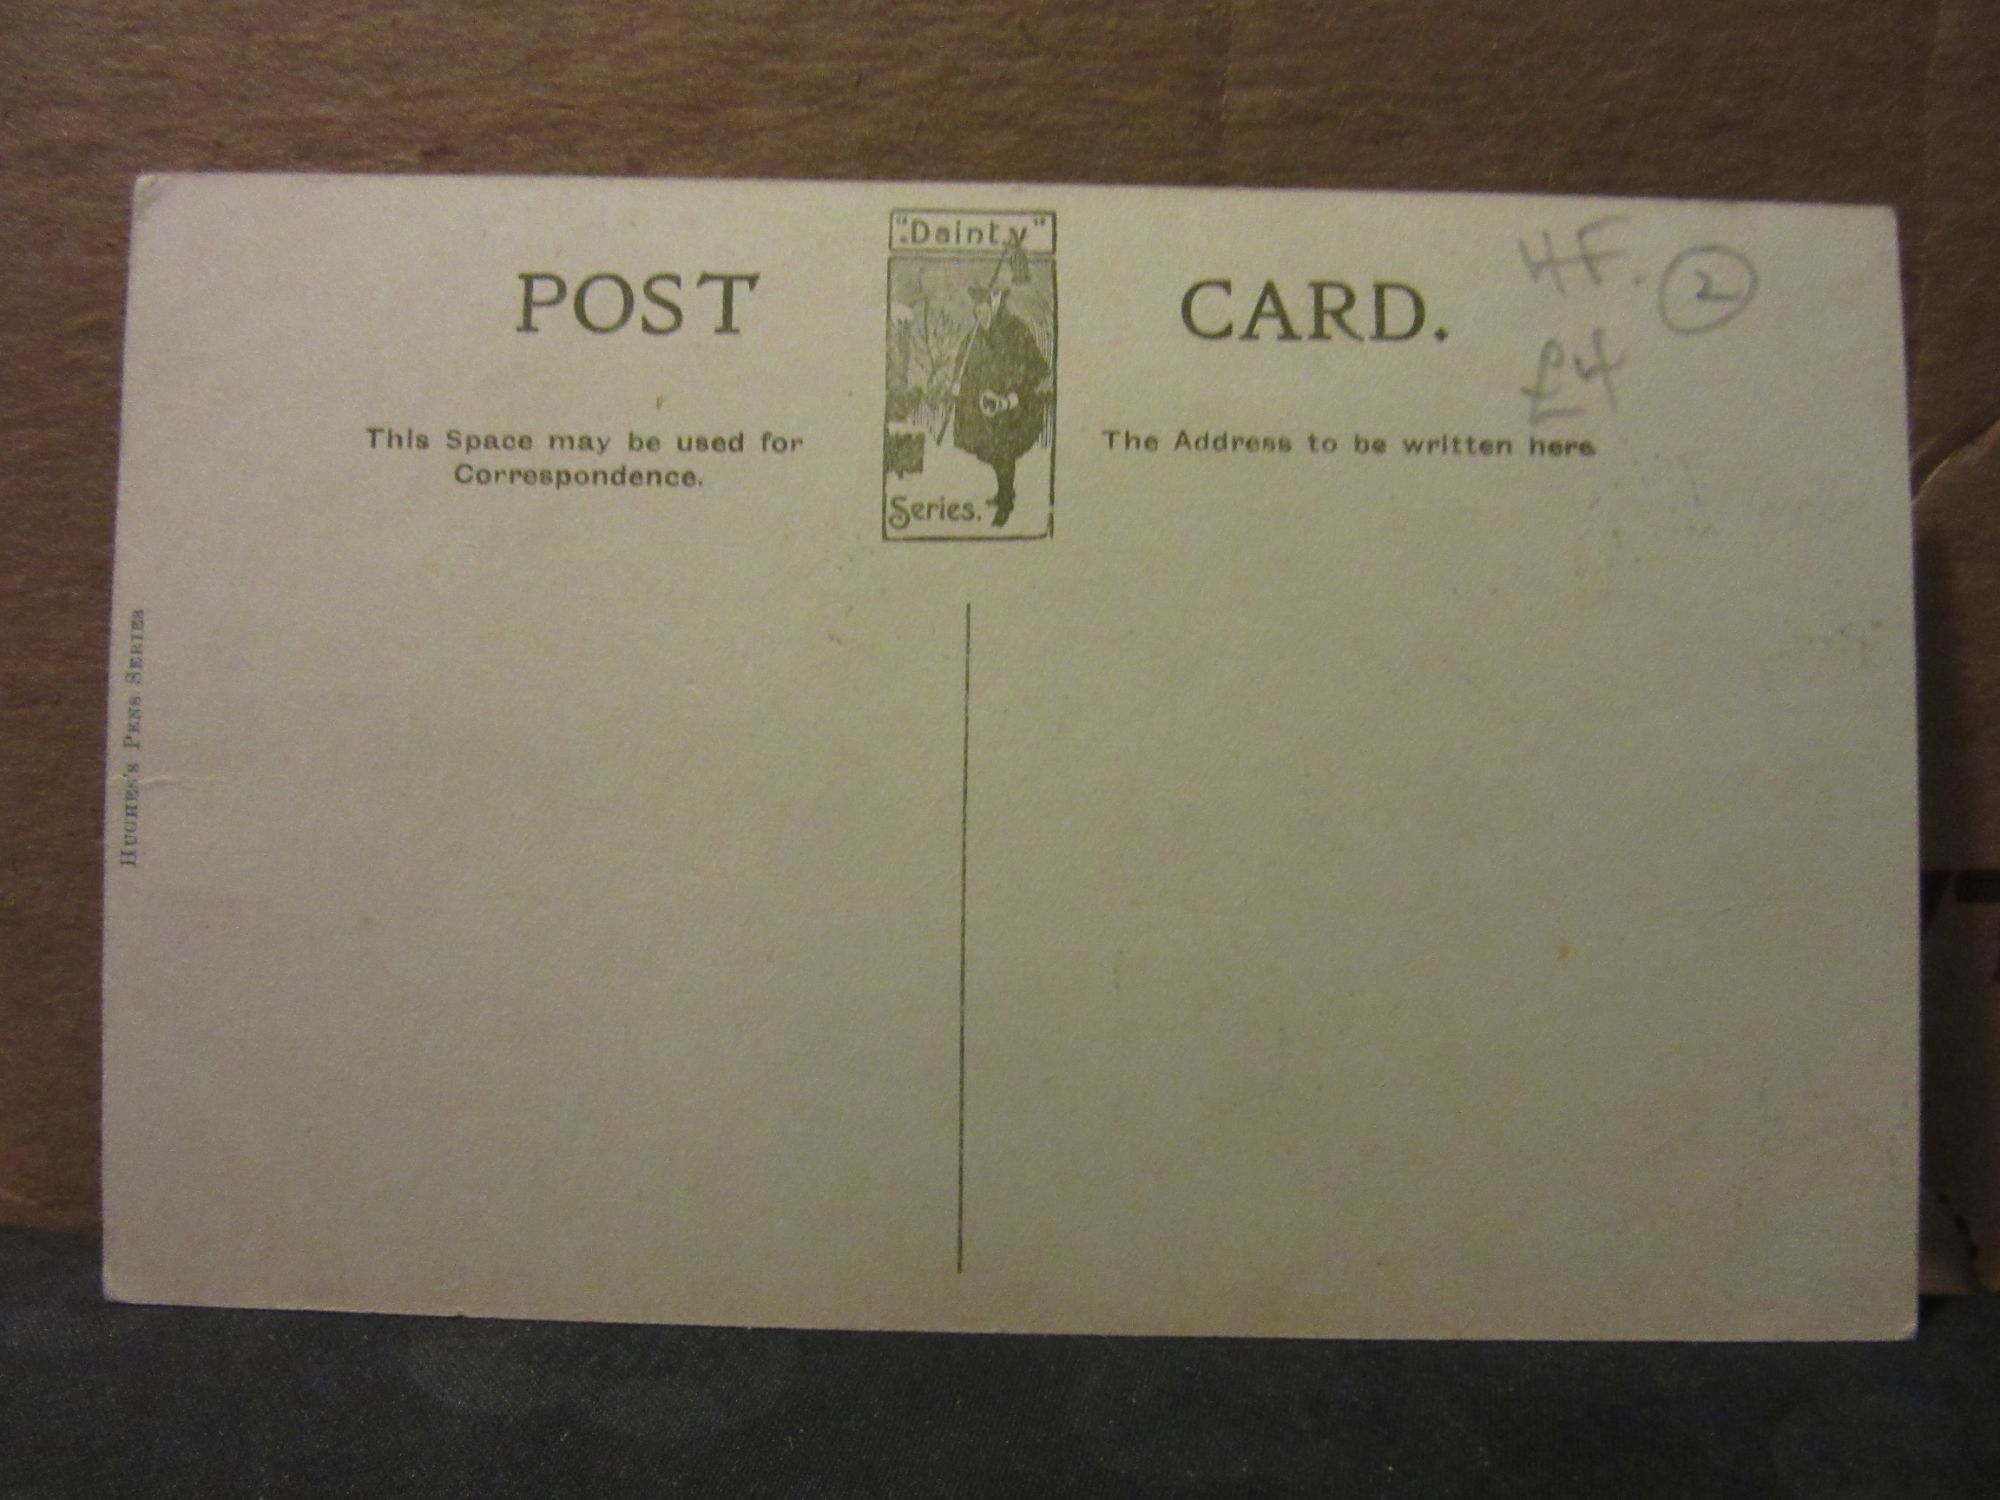 "Dainty"
POST CARD.
4F. 2
£4
This Space may be used for
Correspondence.
The Address to be written here
Series.
HUGHES'S PENS SERIES